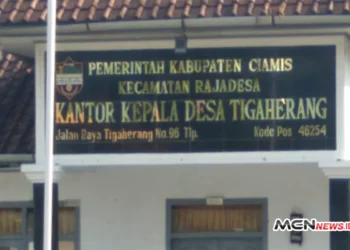 PEMERINTAH KABUPATEN CIAMIS
KECAMATAN RAJADESA
KANTOR KEPALA DESA TIGAHERANG
Jalan Raya Tigaherang No.96 Tlp. Kode Pos 46254
MCNNEWS.ID